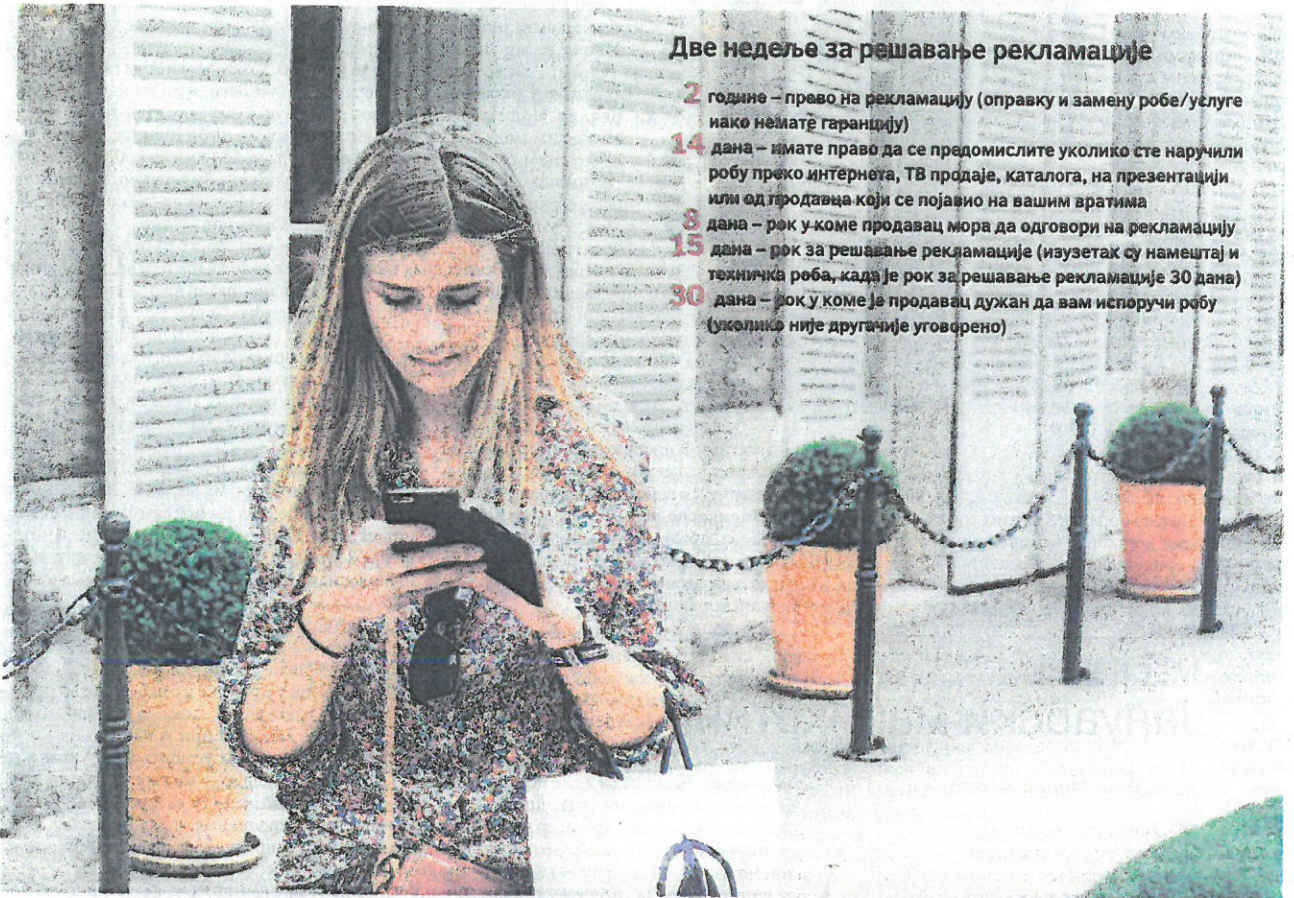 Две недеље за решавање рекламације
2 године – право на рекламацију (оправку и замену робе/услуге
иако немате гаранцију)
14 дана – имате право да се предомислите уколико сте наручили
робу преко интернета, ТВ продаје, каталога, на презентацији
или од продавца који се појавио на вашим вратима
8 дана – рок у коме продавац мора да одговори на рекламацију
15 дана – рок за решавање рекламације (изузетак су намештај и
техничка роба, када је рок за решавање рекламације 30 дана)
30 дана – рок у коме је продавац дужан да вам испоручи робу
(уколико није другачије уговорено)